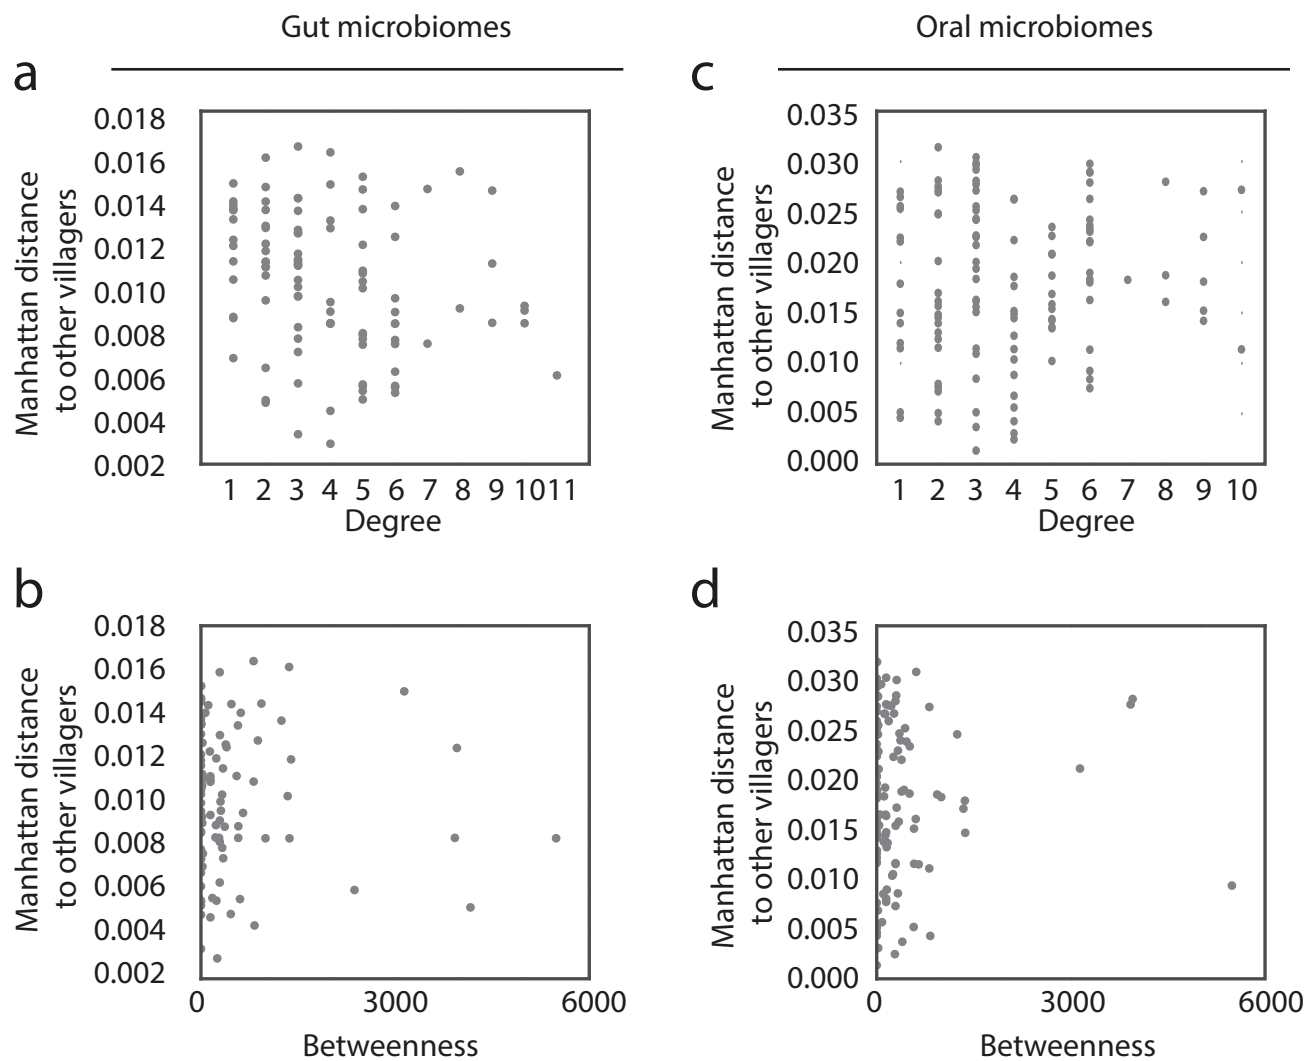 Gut microbiomes
Oral microbiomes
a
0.018
0.016
0.014
0.012
0.010
0.008
0.006
0.004
0.002
Manhattan distance
to other villagers
1 2 3 4 5 6 7 8 9 10 11
Degree
c
0.035
0.030
0.025
0.020
0.015
0.010
0.005
0.000
Manhattan distance
to other villagers
1 2 3 4 5 6 7 8 9 10
Degree
b
0.018
0.016
0.014
0.012
0.010
0.008
0.006
0.004
0.002
Manhattan distance
to other villagers
0 3000 6000
Betweenness
d
0.035
0.030
0.025
0.020
0.015
0.010
0.005
0.000
Manhattan distance
to other villagers
0 3000 6000
Betweenness